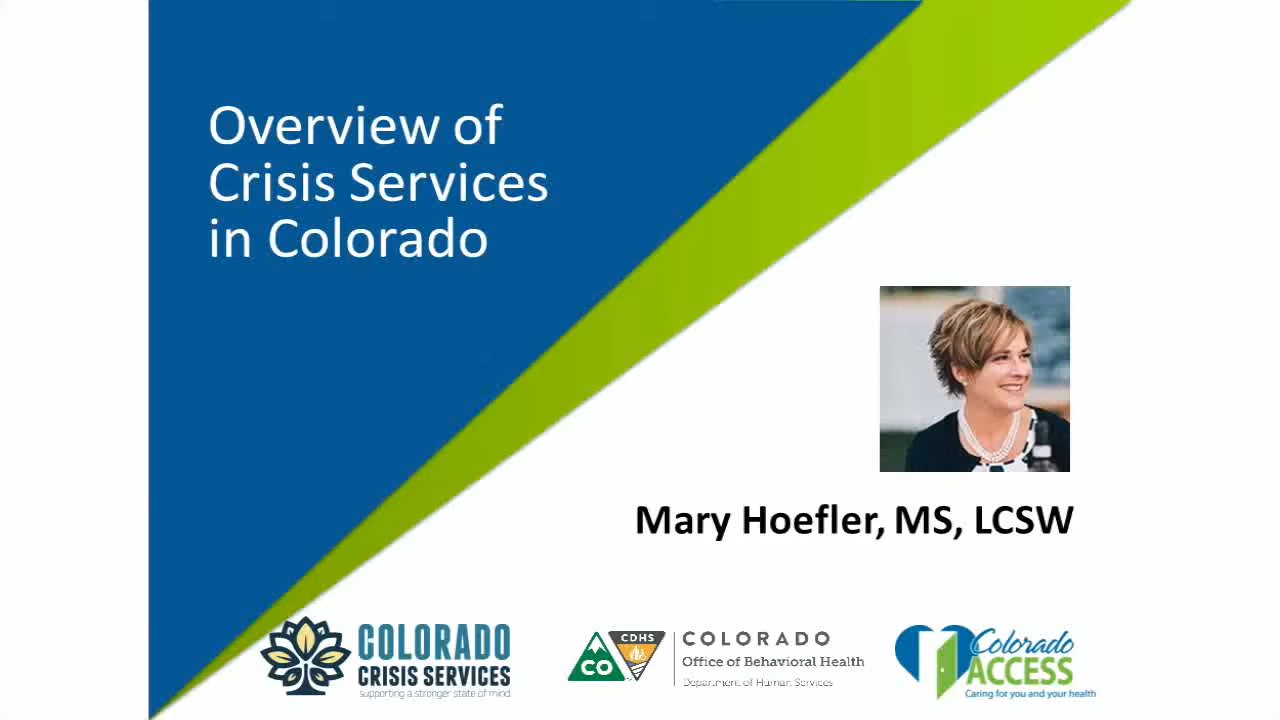 Overview of
Crisis Services
in Colorado
Mary Hoefler, MS, LCSW
COLORADO
CRISIS SERVICES
supporting a stronger state of mind
CO
CDHS
COLORADO
Office of Behavioral Health
Department of Human Services
Colorado
ACCESS
Caring for you and your health